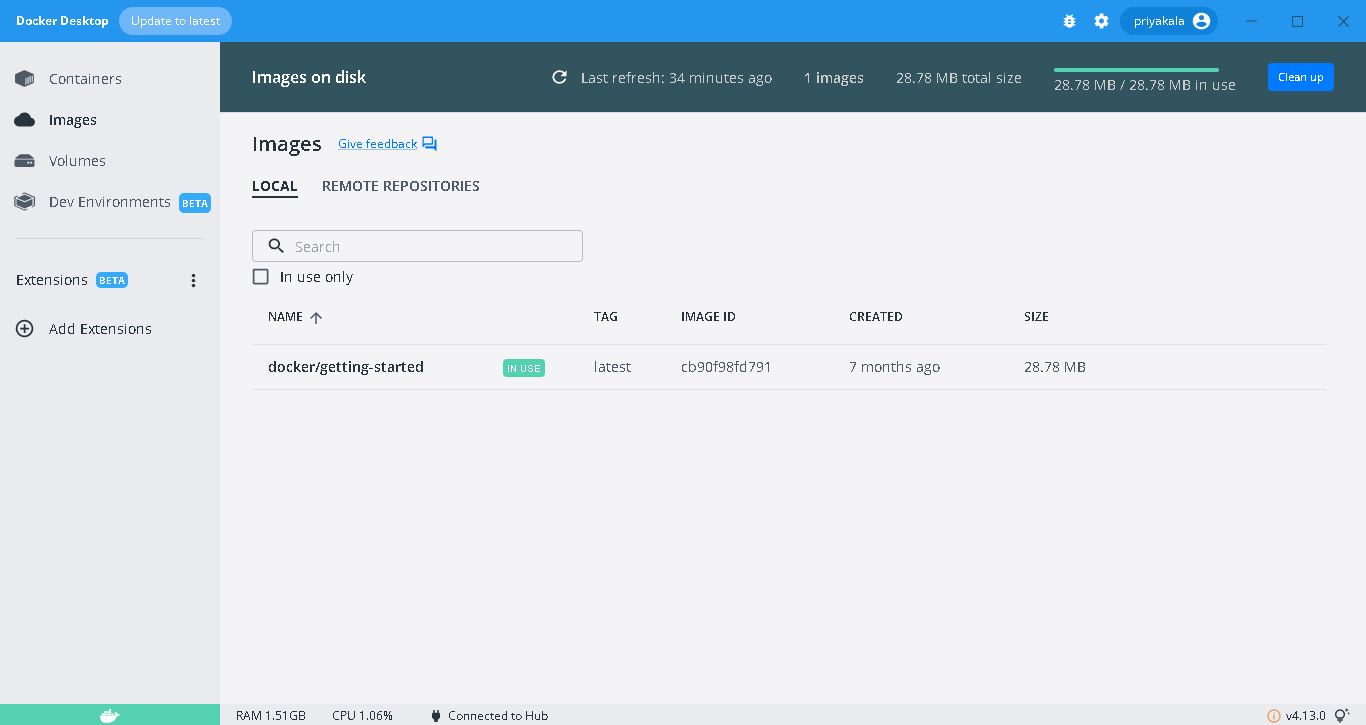 Docker Desktop Update to latest priyakala
Containers
Images
Volumes
Dev Environments BETA
Extensions BETA
Add Extensions
Images on disk Last refresh: 34 minutes ago 1 images 28.78 MB total size 28.78 MB / 28.78 MB in use Clean up
Images Give feedback
LOCAL REMOTE REPOSITORIES
Search
In use only
NAME TAG IMAGE ID CREATED SIZE
docker/getting-started IN USE latest cb90f98fd791 7 months ago 28.78 MB
RAM 1.51GB CPU 1.06% Connected to Hub v4.13.0